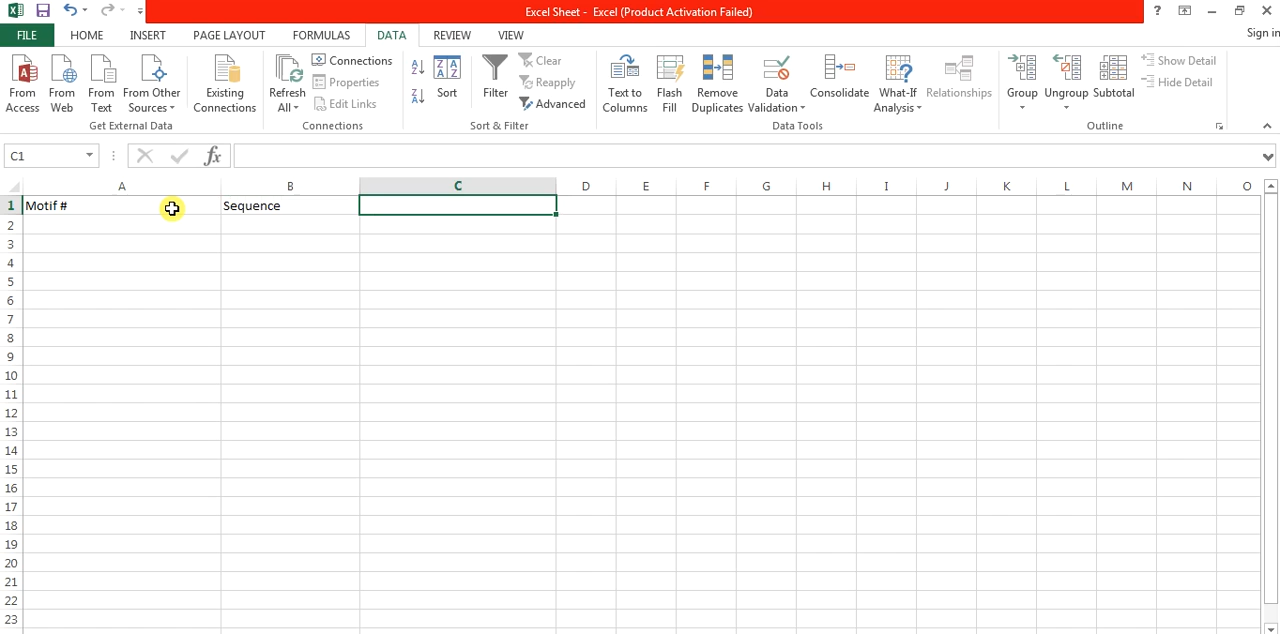 Excel Sheet - Excel (Product Activation Failed)
?
Sign in
FILE HOME INSERT PAGE LAYOUT FORMULAS DATA REVIEW VIEW
From Access
From Web
From Text
From Other Sources
Get External Data
Existing Connections
Refresh All
Connections
Properties
Edit Links
Connections
Sort
Filter
Clear
Reapply
Advanced
Sort & Filter
Text to Columns
Flash Fill
Remove Duplicates
Data Validation
Consolidate
What-If Analysis
Relationships
Data Tools
Group
Ungroup
Subtotal
Show Detail
Hide Detail
Outline
C1 fx
A B C D E F G H I J K L M N O
1 Motif # Sequence
2
3
4
5
6
7
8
9
10
11
12
13
14
15
16
17
18
19
20
21
22
23